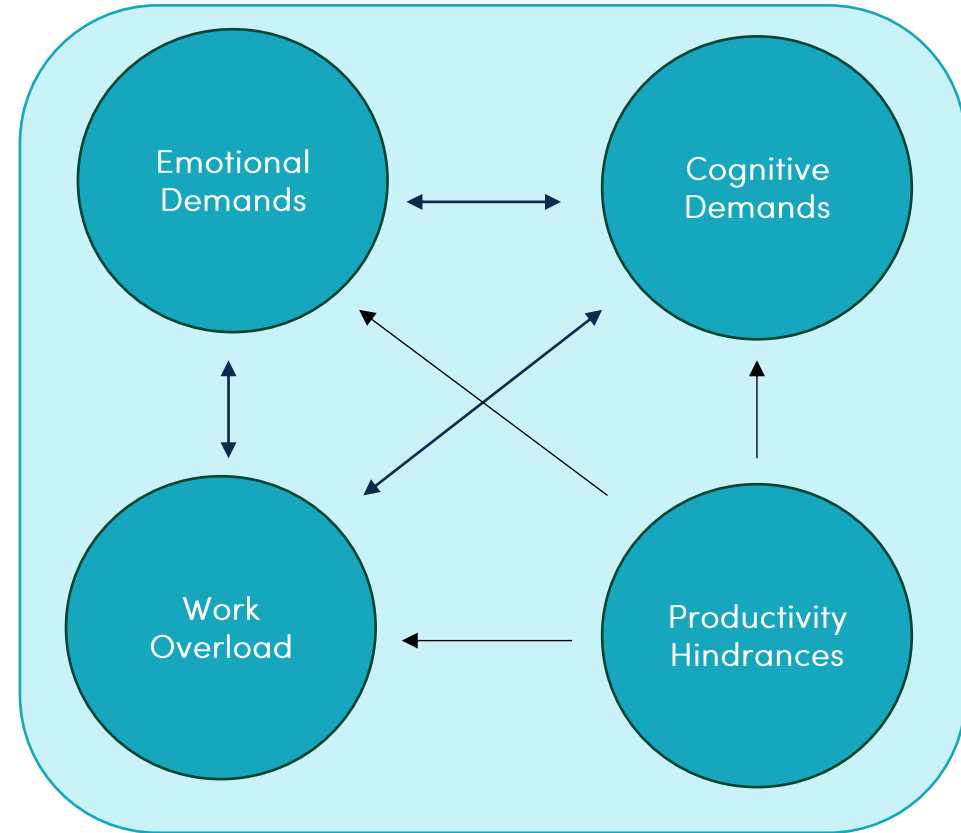 Emotional
Demands
Cognitive
Demands
Work
Overload
Productivity
Hindrances